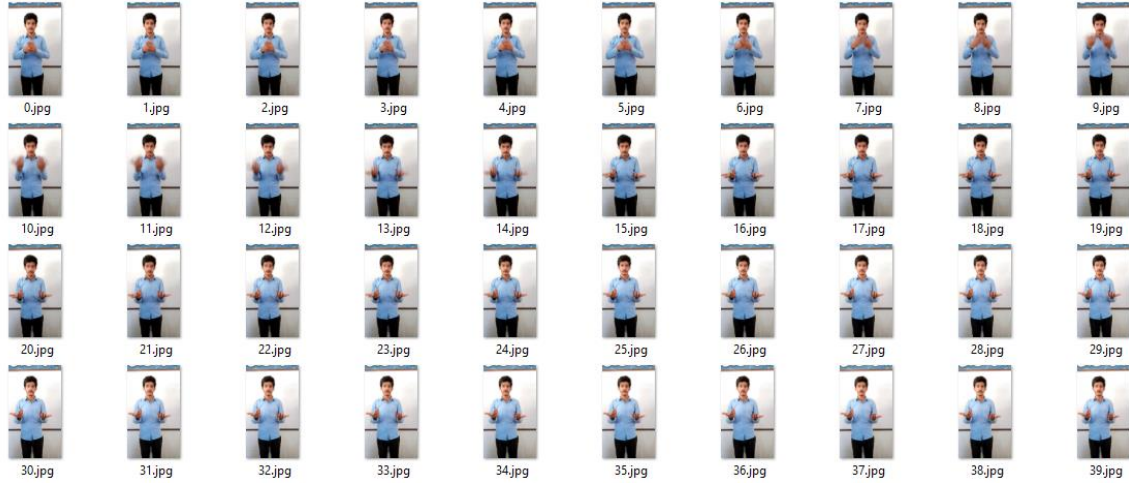 0.jpg 1.jpg 2.jpg 3.jpg 4.jpg 5.jpg 6.jpg 7.jpg 8.jpg 9.jpg
10.jpg 11.jpg 12.jpg 13.jpg 14.jpg 15.jpg 16.jpg 17.jpg 18.jpg 19.jpg
20.jpg 21.jpg 22.jpg 23.jpg 24.jpg 25.jpg 26.jpg 27.jpg 28.jpg 29.jpg
30.jpg 31.jpg 32.jpg 33.jpg 34.jpg 35.jpg 36.jpg 37.jpg 38.jpg 39.jpg